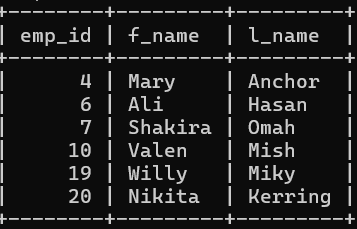 +--------+---------+---------+
| emp_id | f_name  | l_name  |
+--------+---------+---------+
|      4 | Mary    | Anchor  |
|      6 | Ali     | Hasan   |
|      7 | Shakira | Omah    |
|     10 | Valen   | Mish    |
|     19 | Willy   | Miky    |
|     20 | Nikita  | Kerring |
+--------+---------+---------+